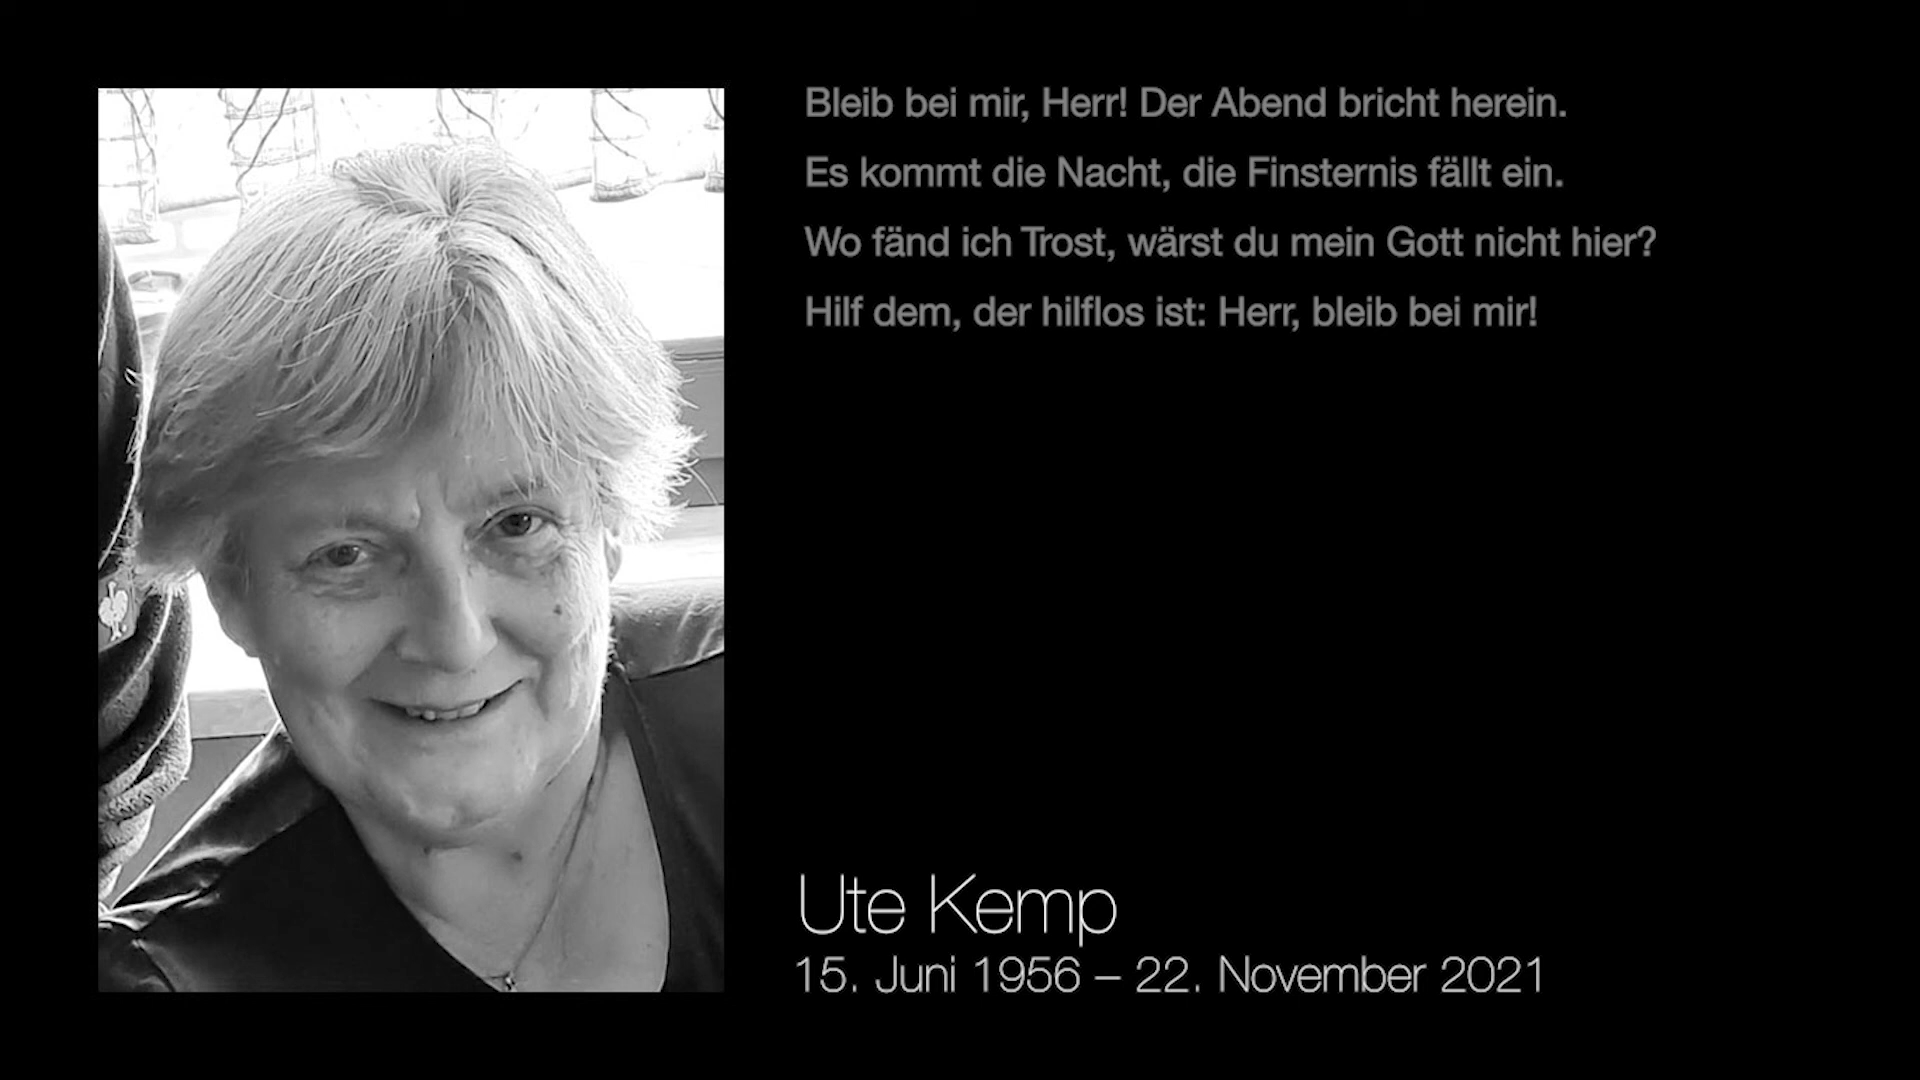 Bleib bei mir, Herr! Der Abend bricht herein.
Es kommt die Nacht, die Finsternis fällt ein.
Wo fänd ich Trost, wärst du mein Gott nicht hier?
Hilf dem, der hilflos ist: Herr, bleib bei mir!
Ute Kemp
15. Juni 1956 – 22. November 2021